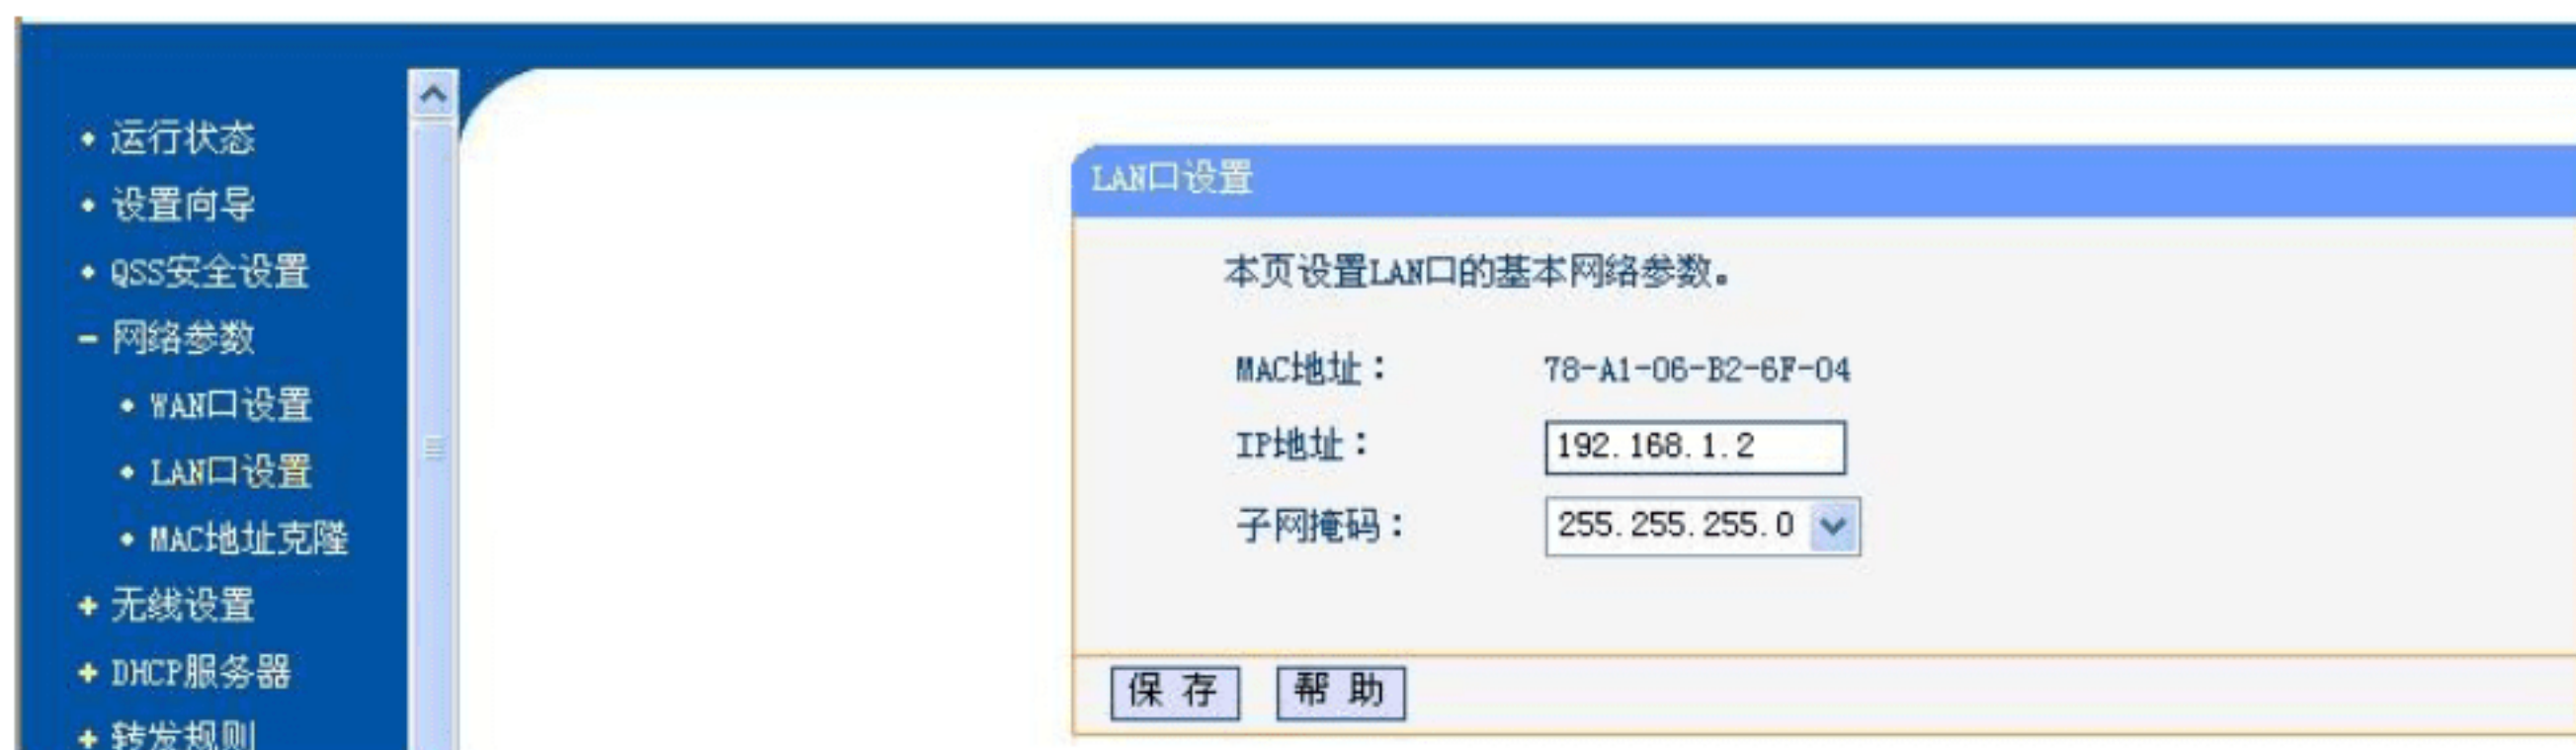 运行状态
设置向导
QSS安全设置
网络参数
WAN口设置
LAN口设置
MAC地址克隆
无线设置
DHCP服务器
转发规则
LAN口设置
本页设置LAN口的基本网络参数。
MAC地址： 78-A1-06-B2-6F-04
IP地址： 192.168.1.2
子网掩码： 255.255.255.0
保 存 帮 助